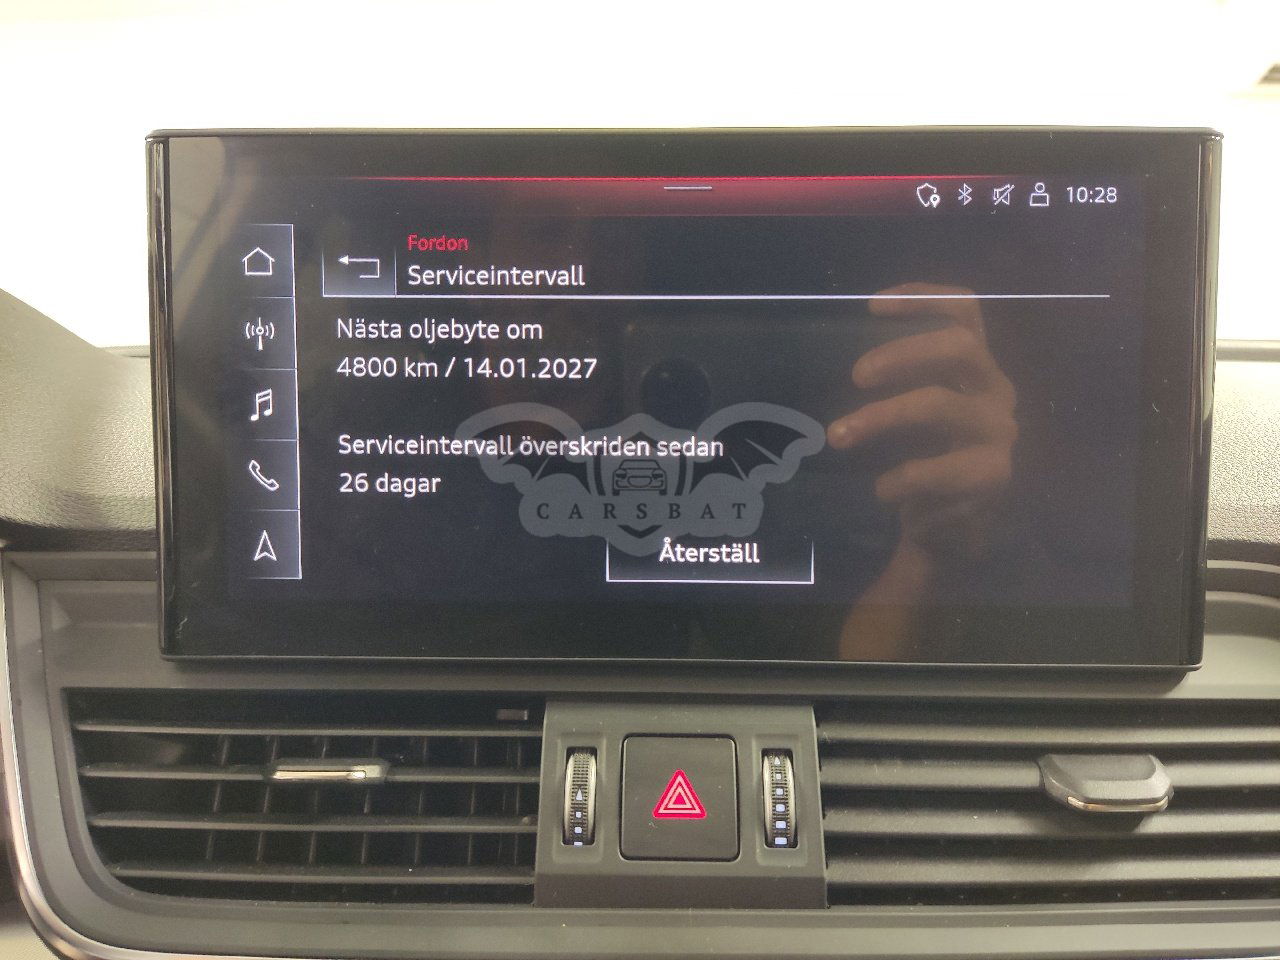 10:28
Fordon
Serviceintervall
Nästa oljebyte om
4800 km / 14.01.2027
Serviceintervall överskriden sedan
26 dagar
CARSBAT
Återställ